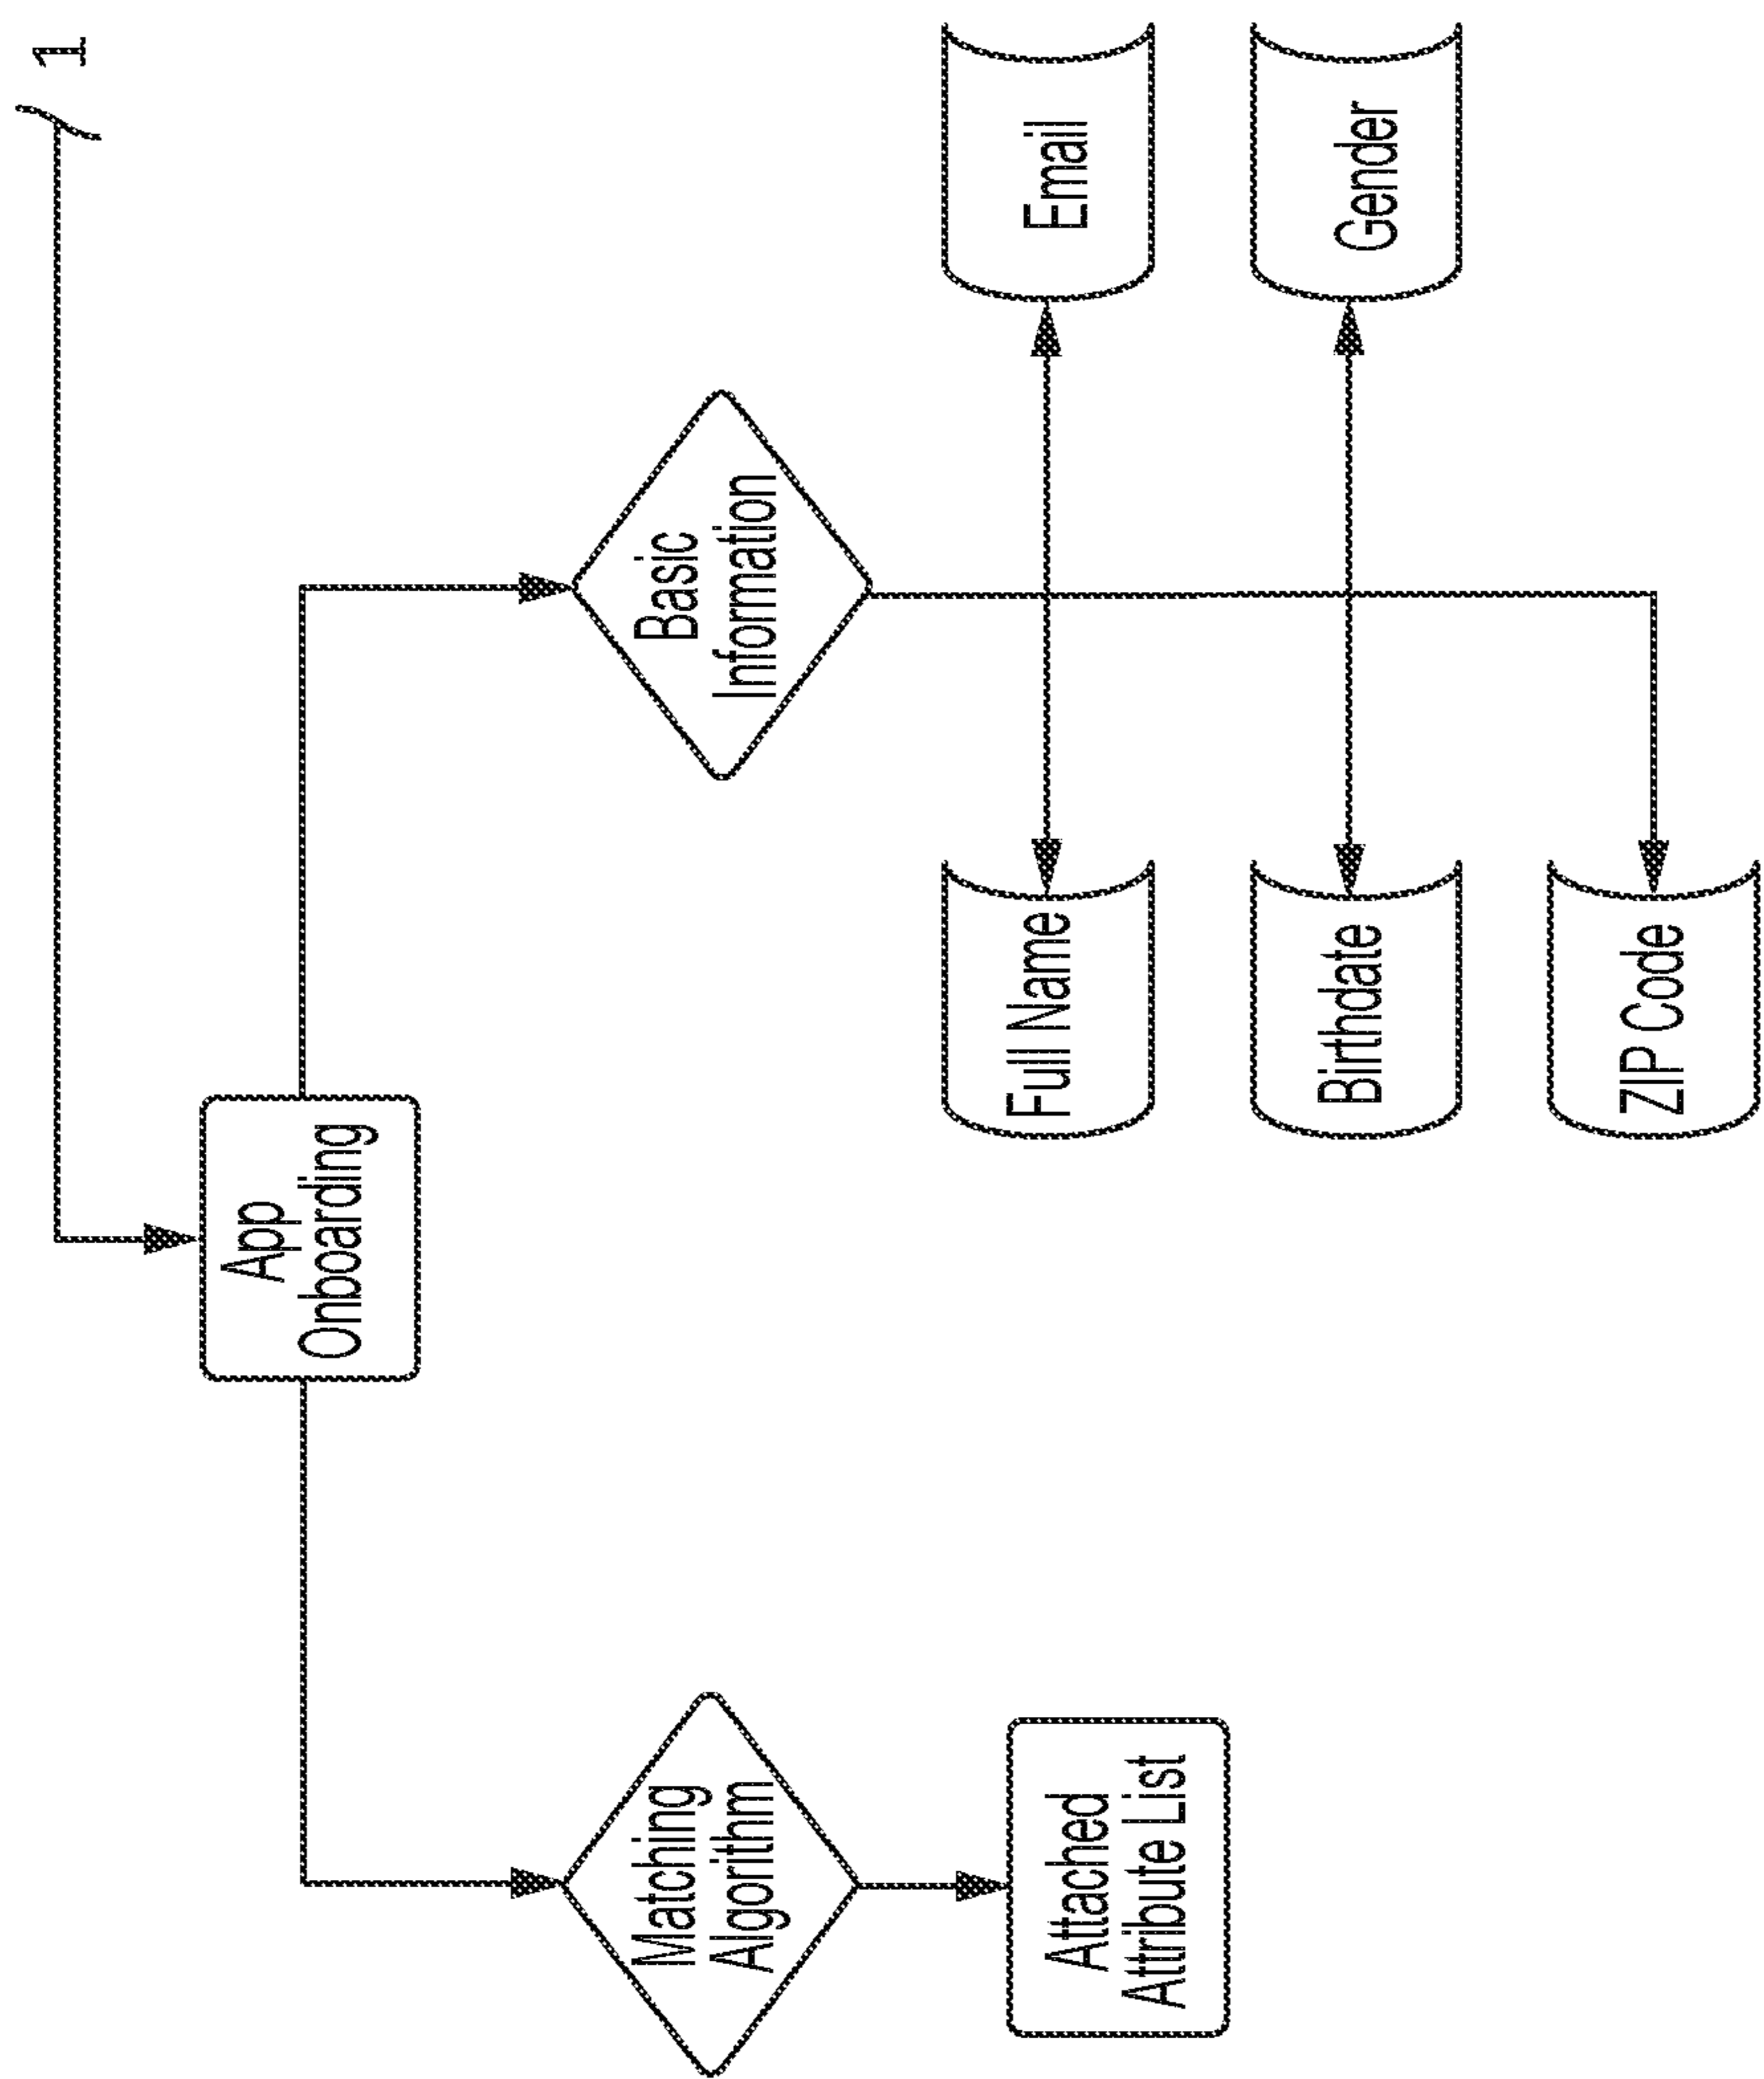 1
App
Onboarding
Matching
Algorithm
Basic
Information
Attached
Attribute List
Full Name
Email
Birthdate
Gender
ZIP Code